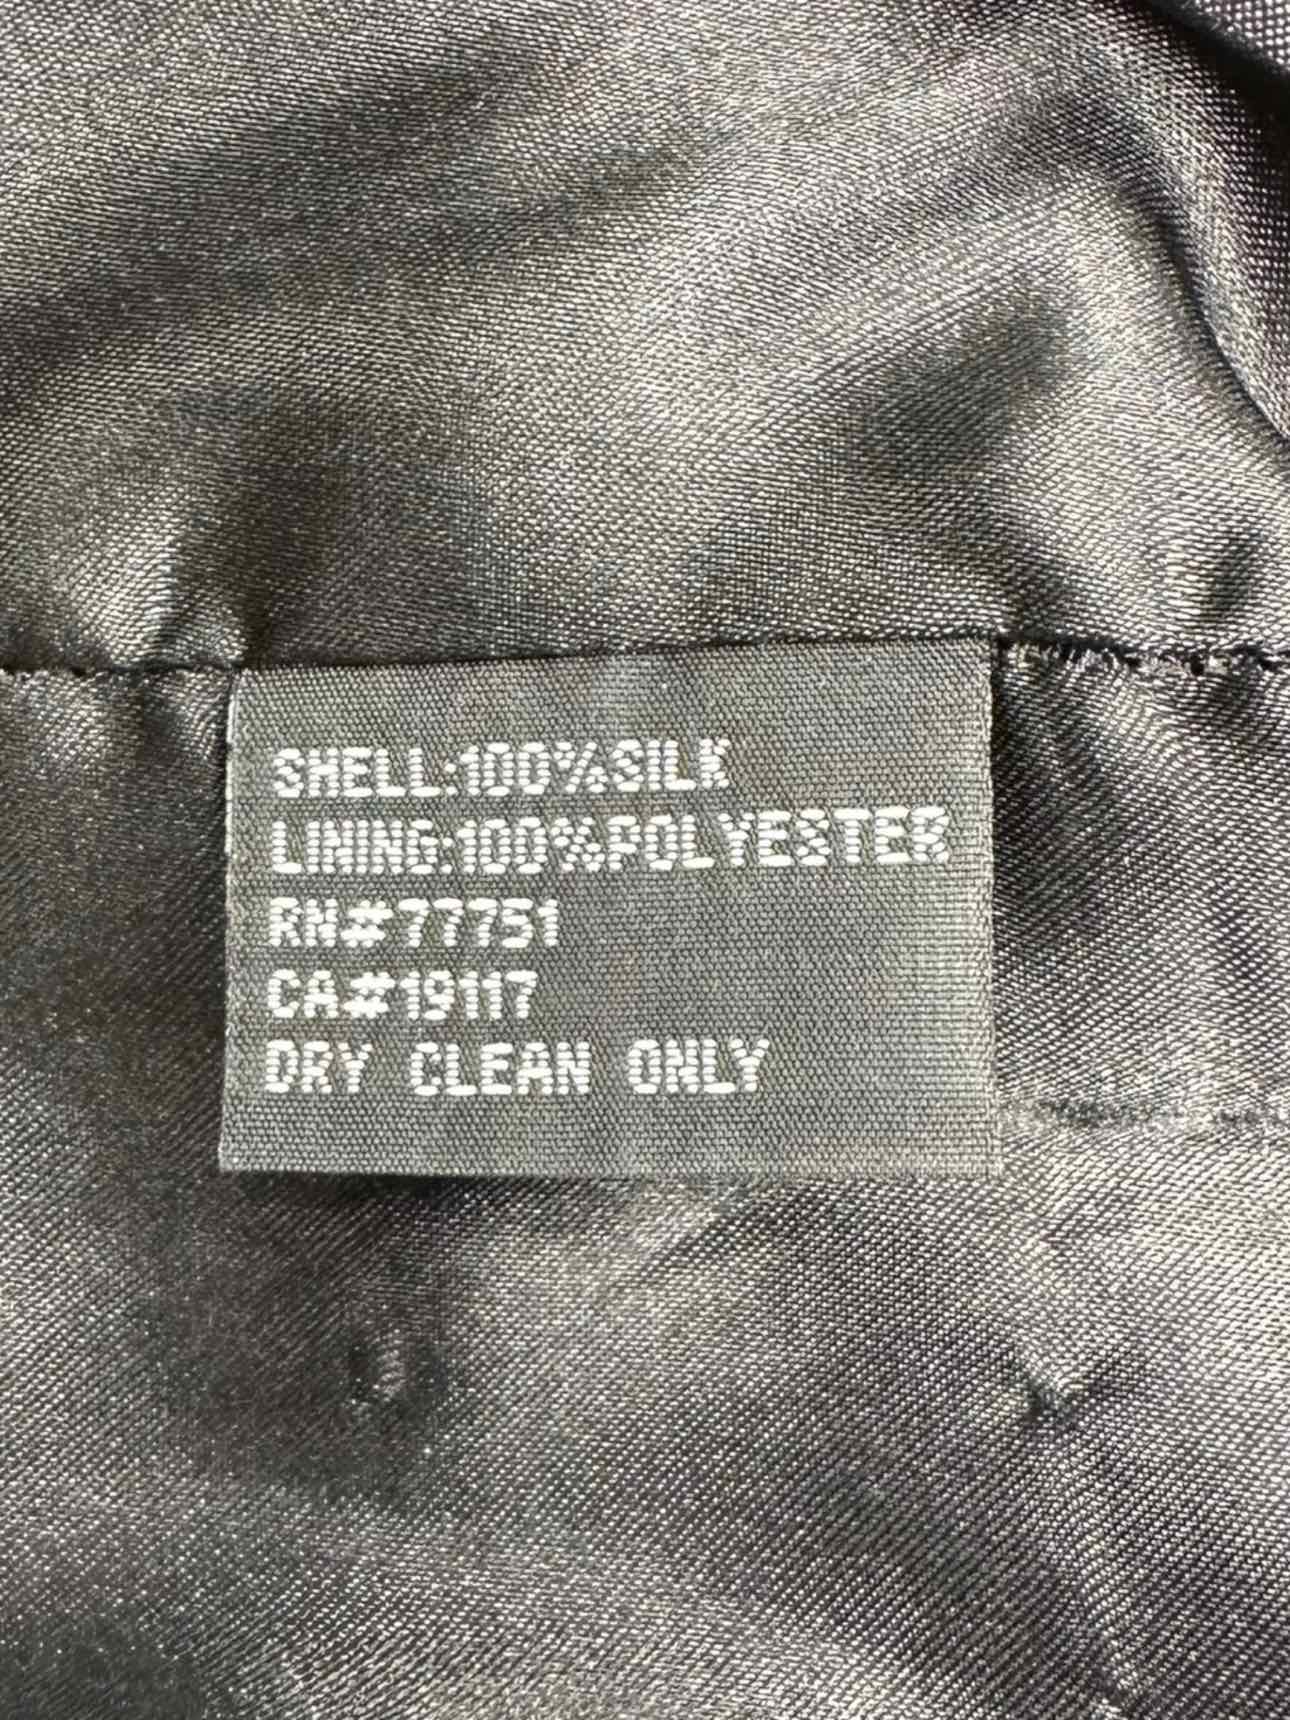 SHELL:100%SILK
LINING:100%POLYESTER
RN#77751
CA#19117
DRY CLEAN ONLY